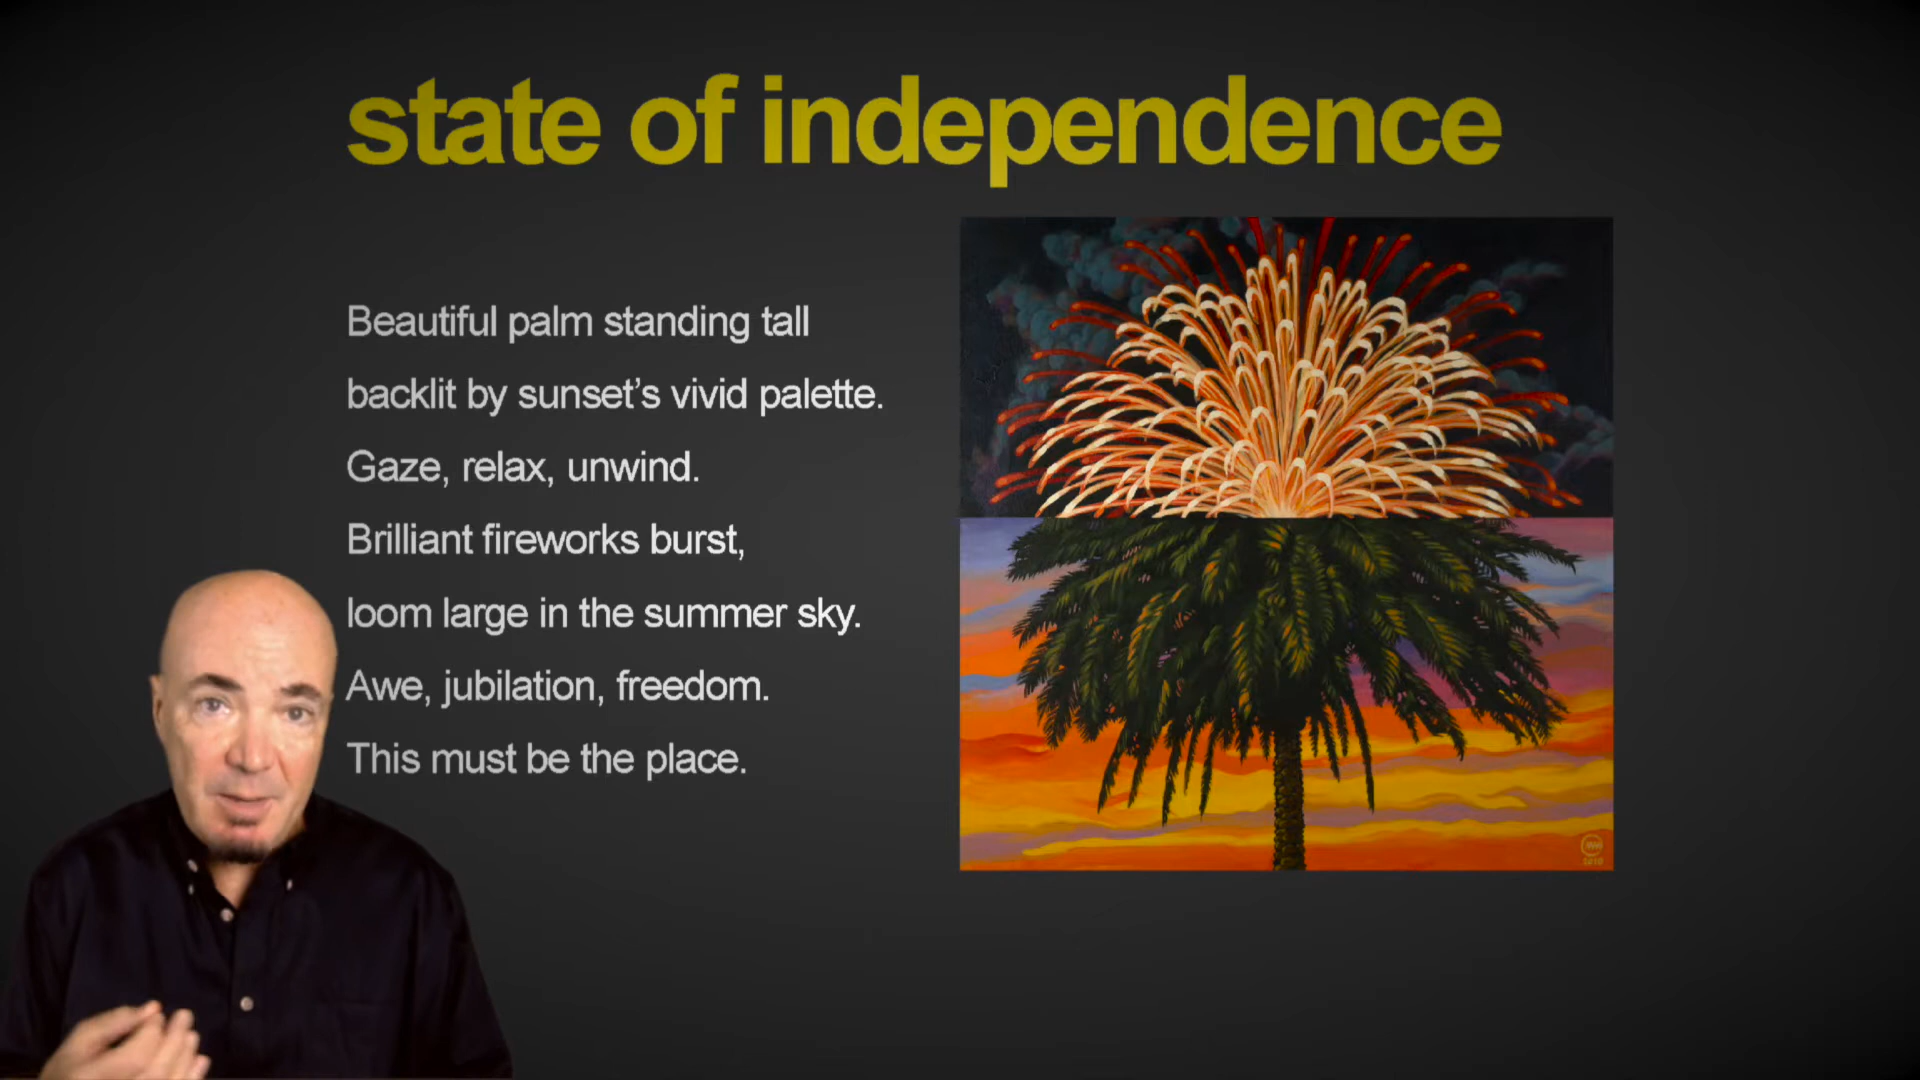 state of independence
Beautiful palm standing tall
backlit by sunset’s vivid palette.
Gaze, relax, unwind.
Brilliant fireworks burst,
loom large in the summer sky.
Awe, jubilation, freedom.
This must be the place.